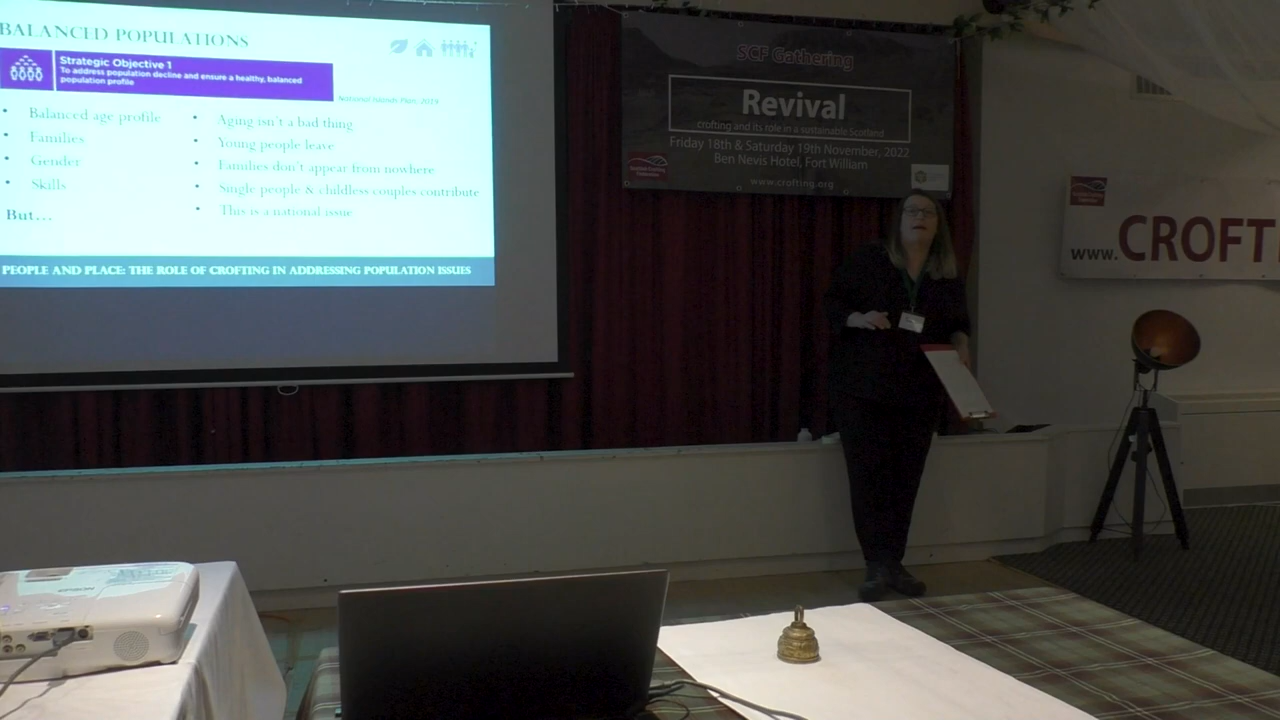 BALANCED POPULATIONS
Strategic Objective 1
To address population decline and ensure a healthy, balanced
population profile
National Islands Plan, 2019
• Balanced age profile
• Families
• Gender
• Skills
But…
• Aging isn't a bad thing
• Young people leave
• Families don't appear from nowhere
• Single people & childless couples contribute
• This is a national issue
PEOPLE AND PLACE: THE ROLE OF CROFTING IN ADDRESSING POPULATION ISSUES
SCF Gathering
Revival
crofting and its role in a sustainable Scotland
Friday 18th & Saturday 19th November, 2022
Ben Nevis Hotel, Fort William
www.crofting.org
www.CROFT
EPSON